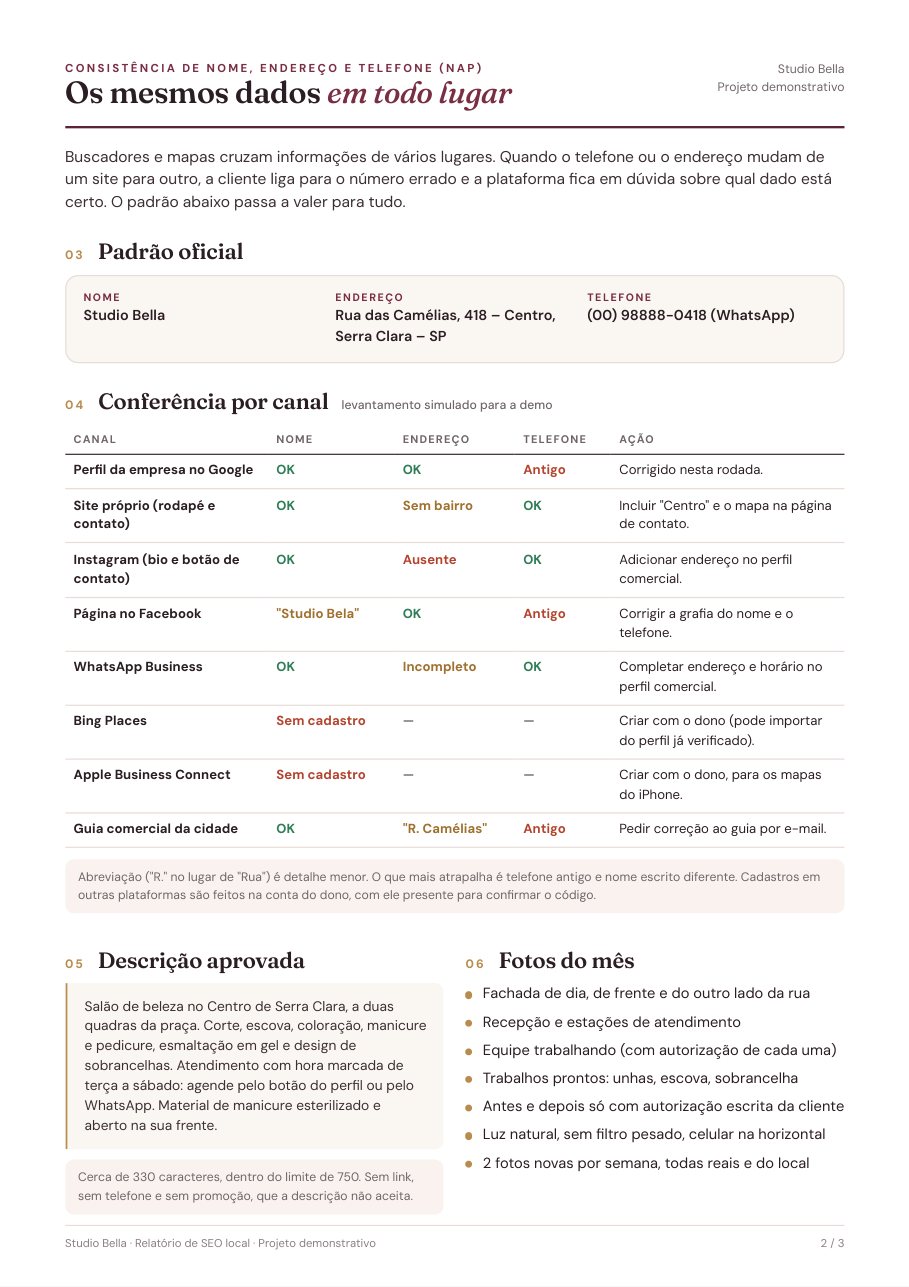 CONSISTÊNCIA DE NOME, ENDEREÇO E TELEFONE (NAP)
Os mesmos dados em todo lugar
Studio Bella
Projeto demonstrativo
Buscadores e mapas cruzam informações de vários lugares. Quando o telefone ou o endereço mudam de
um site para outro, a cliente liga para o número errado e a plataforma fica em dúvida sobre qual dado está
certo. O padrão abaixo passa a valer para tudo.
03 Padrão oficial
NOME ENDEREÇO TELEFONE
Studio Bella Rua das Camélias, 418 – Centro, (00) 98888-0418 (WhatsApp)
Serra Clara – SP
04 Conferência por canal levantamento simulado para a demo
CANAL NOME ENDEREÇO TELEFONE AÇÃO
Perfil da empresa no Google OK OK Antigo Corrigido nesta rodada.
Site próprio (rodapé e OK Sem bairro OK Incluir "Centro" e o mapa na página
contato) de contato.
Instagram (bio e botão de OK Ausente OK Adicionar endereço no perfil
contato) comercial.
Página no Facebook "Studio Bela" OK Antigo Corrigir a grafia do nome e o
telefone.
WhatsApp Business OK Incompleto OK Completar endereço e horário no
perfil comercial.
Bing Places Sem cadastro — — Criar com o dono (pode importar
do perfil já verificado).
Apple Business Connect Sem cadastro — — Criar com o dono, para os mapas
do iPhone.
Guia comercial da cidade OK "R. Camélias" Antigo Pedir correção ao guia por e-mail.
Abreviação ("R." no lugar de "Rua") é detalhe menor. O que mais atrapalha é telefone antigo e nome escrito diferente. Cadastros em
outras plataformas são feitos na conta do dono, com ele presente para confirmar o código.
05 Descrição aprovada
Salão de beleza no Centro de Serra Clara, a duas
quadras da praça. Corte, escova, coloração, manicure
e pedicure, esmaltação em gel e design de
sobrancelhas. Atendimento com hora marcada de
terça a sábado: agende pelo botão do perfil ou pelo
WhatsApp. Material de manicure esterilizado e
aberto na sua frente.
Cerca de 330 caracteres, dentro do limite de 750. Sem link,
sem telefone e sem promoção, que a descrição não aceita.
06 Fotos do mês
Fachada de dia, de frente e do outro lado da rua
Recepção e estações de atendimento
Equipe trabalhando (com autorização de cada uma)
Trabalhos prontos: unhas, escova, sobrancelha
Antes e depois só com autorização escrita da cliente
Luz natural, sem filtro pesado, celular na horizontal
2 fotos novas por semana, todas reais e do local
Studio Bella · Relatório de SEO local · Projeto demonstrativo 2 / 3